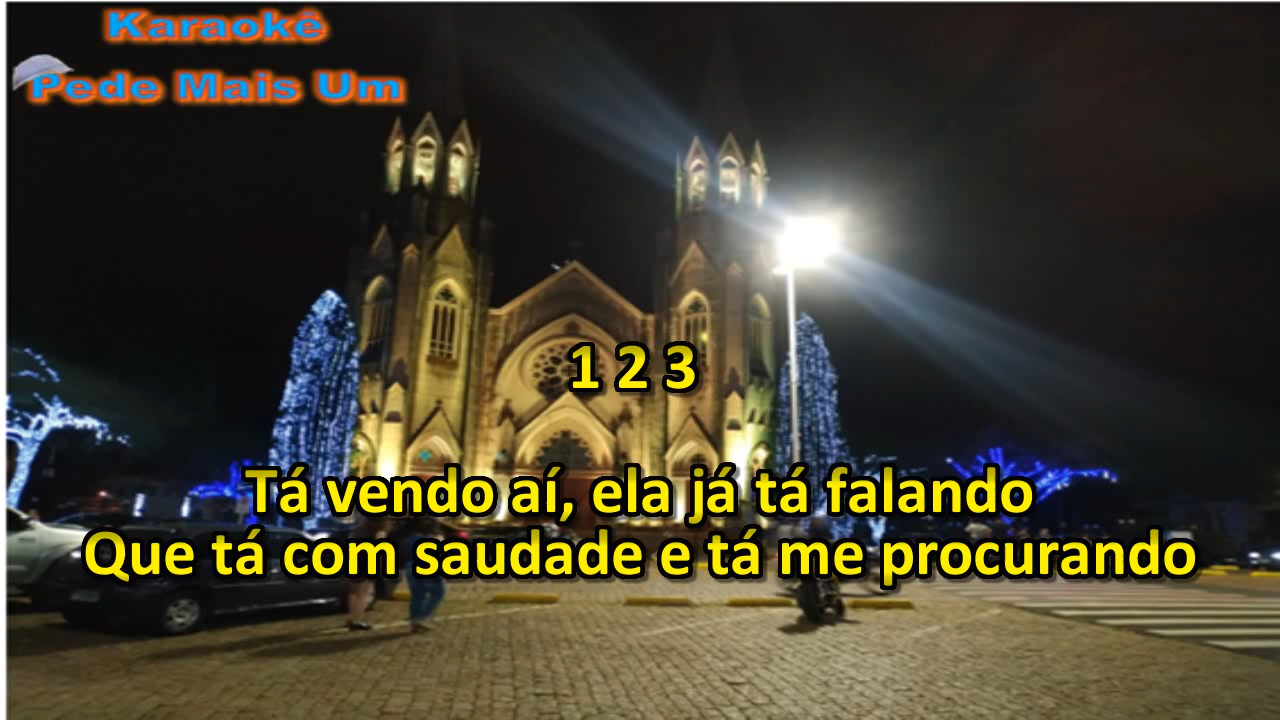 Karaokê
Pede Mais Um
1 2 3
Tá vendo aí, ela já tá falando
Que tá com saudade e tá me procurando